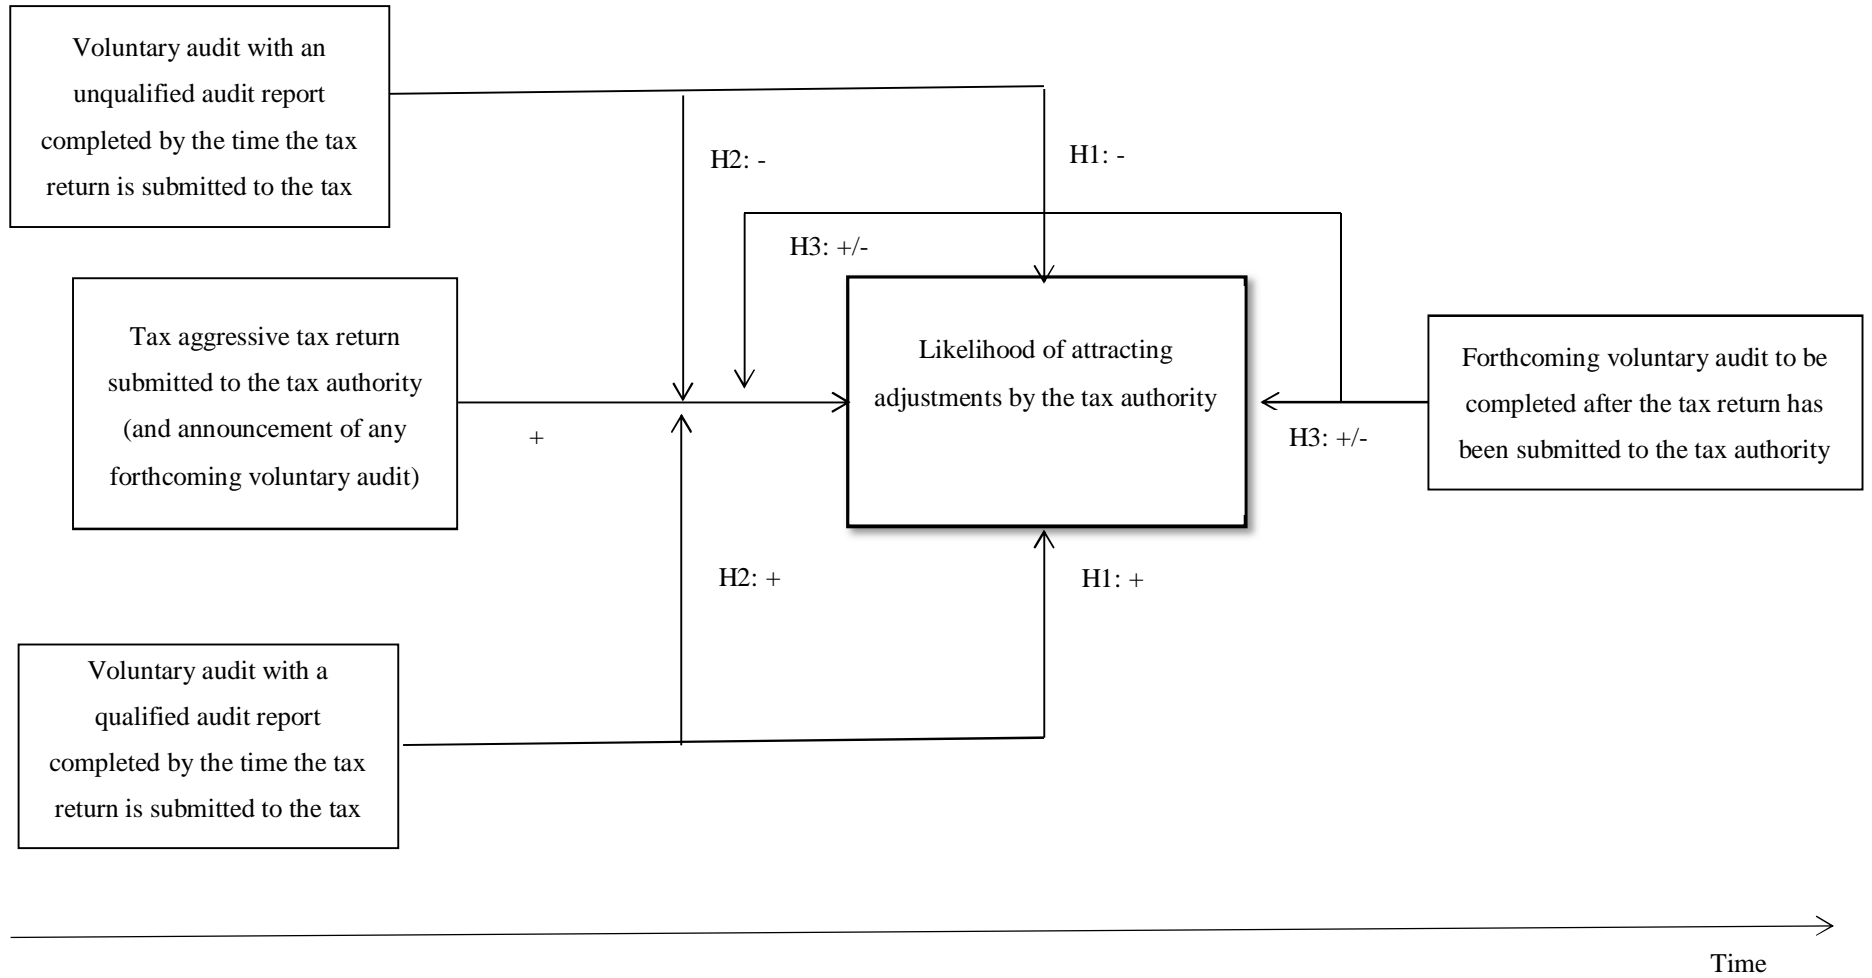 Voluntary audit with an
unqualified audit report
completed by the time the tax
return is submitted to the tax
H2: -
H1: -
H3: +/-
Tax aggressive tax return
submitted to the tax authority
(and announcement of any
forthcoming voluntary audit)
+
Likelihood of attracting
adjustments by the tax authority
Forthcoming voluntary audit to be
completed after the tax return has
been submitted to the tax authority
H3: +/-
H2: +
H1: +
Voluntary audit with a
qualified audit report
completed by the time the tax
return is submitted to the tax
Time